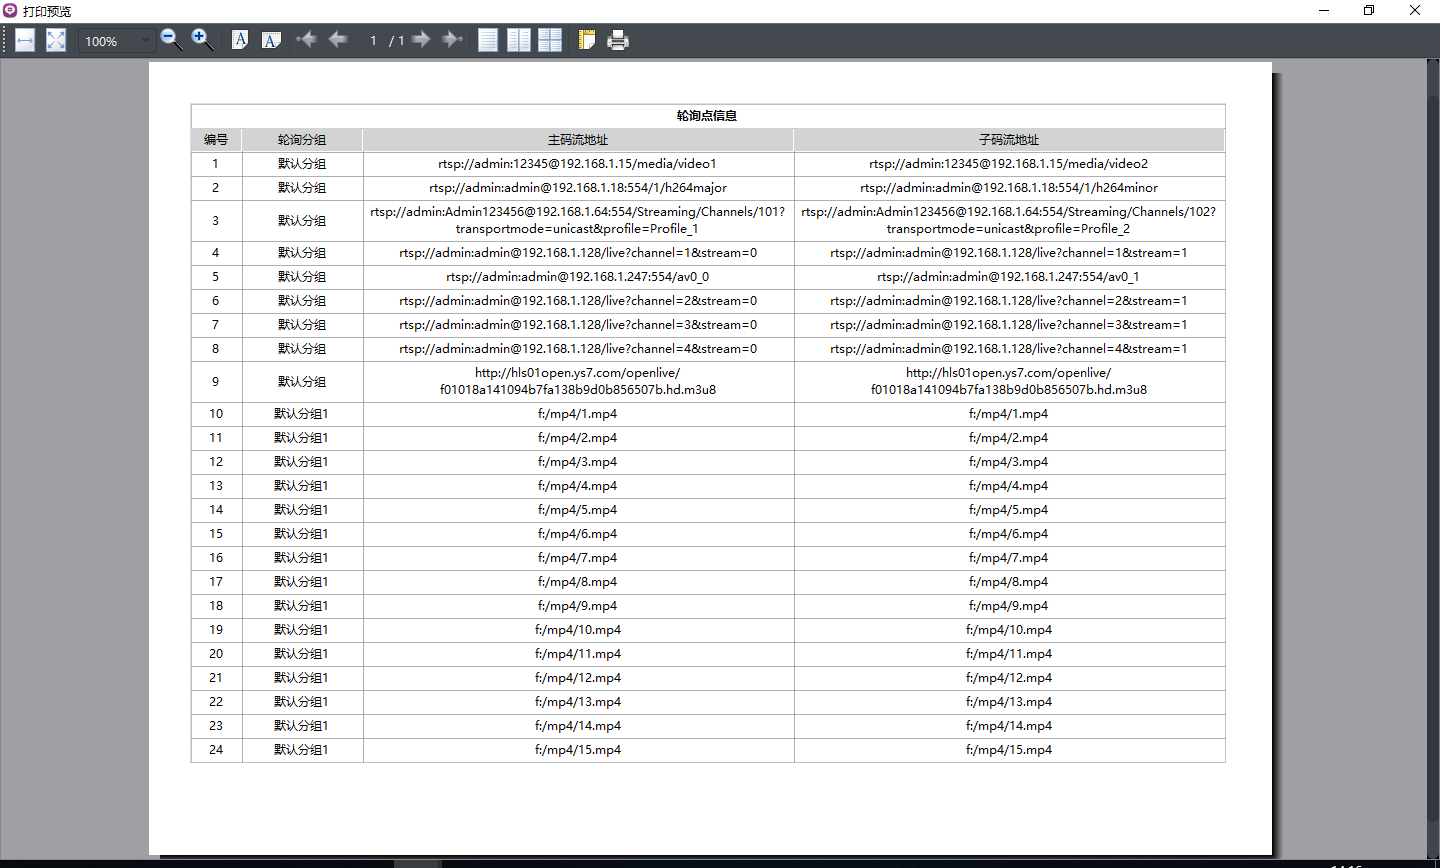 打印预览
100% 1 / 1
轮询点信息
编号 轮询分组 主码流地址 子码流地址
1 默认分组 rtsp://admin:12345@192.168.1.15/media/video1 rtsp://admin:12345@192.168.1.15/media/video2
2 默认分组 rtsp://admin:admin@192.168.1.18:554/1/h264major rtsp://admin:admin@192.168.1.18:554/1/h264minor
3 默认分组 rtsp://admin:Admin123456@192.168.1.64:554/Streaming/Channels/101? rtsp://admin:Admin123456@192.168.1.64:554/Streaming/Channels/102?
transportmode=unicast&profile=Profile_1 transportmode=unicast&profile=Profile_2
4 默认分组 rtsp://admin:admin@192.168.1.128/live?channel=1&stream=0 rtsp://admin:admin@192.168.1.128/live?channel=1&stream=1
5 默认分组 rtsp://admin:admin@192.168.1.247:554/av0_0 rtsp://admin:admin@192.168.1.247:554/av0_1
6 默认分组 rtsp://admin:admin@192.168.1.128/live?channel=2&stream=0 rtsp://admin:admin@192.168.1.128/live?channel=2&stream=1
7 默认分组 rtsp://admin:admin@192.168.1.128/live?channel=3&stream=0 rtsp://admin:admin@192.168.1.128/live?channel=3&stream=1
8 默认分组 rtsp://admin:admin@192.168.1.128/live?channel=4&stream=0 rtsp://admin:admin@192.168.1.128/live?channel=4&stream=1
9 默认分组 http://hls01open.ys7.com/openlive/ http://hls01open.ys7.com/openlive/
f01018a141094b7fa138b9d0b856507b.hd.m3u8 f01018a141094b7fa138b9d0b856507b.hd.m3u8
10 默认分组1 f:/mp4/1.mp4 f:/mp4/1.mp4
11 默认分组1 f:/mp4/2.mp4 f:/mp4/2.mp4
12 默认分组1 f:/mp4/3.mp4 f:/mp4/3.mp4
13 默认分组1 f:/mp4/4.mp4 f:/mp4/4.mp4
14 默认分组1 f:/mp4/5.mp4 f:/mp4/5.mp4
15 默认分组1 f:/mp4/6.mp4 f:/mp4/6.mp4
16 默认分组1 f:/mp4/7.mp4 f:/mp4/7.mp4
17 默认分组1 f:/mp4/8.mp4 f:/mp4/8.mp4
18 默认分组1 f:/mp4/9.mp4 f:/mp4/9.mp4
19 默认分组1 f:/mp4/10.mp4 f:/mp4/10.mp4
20 默认分组1 f:/mp4/11.mp4 f:/mp4/11.mp4
21 默认分组1 f:/mp4/12.mp4 f:/mp4/12.mp4
22 默认分组1 f:/mp4/13.mp4 f:/mp4/13.mp4
23 默认分组1 f:/mp4/14.mp4 f:/mp4/14.mp4
24 默认分组1 f:/mp4/15.mp4 f:/mp4/15.mp4